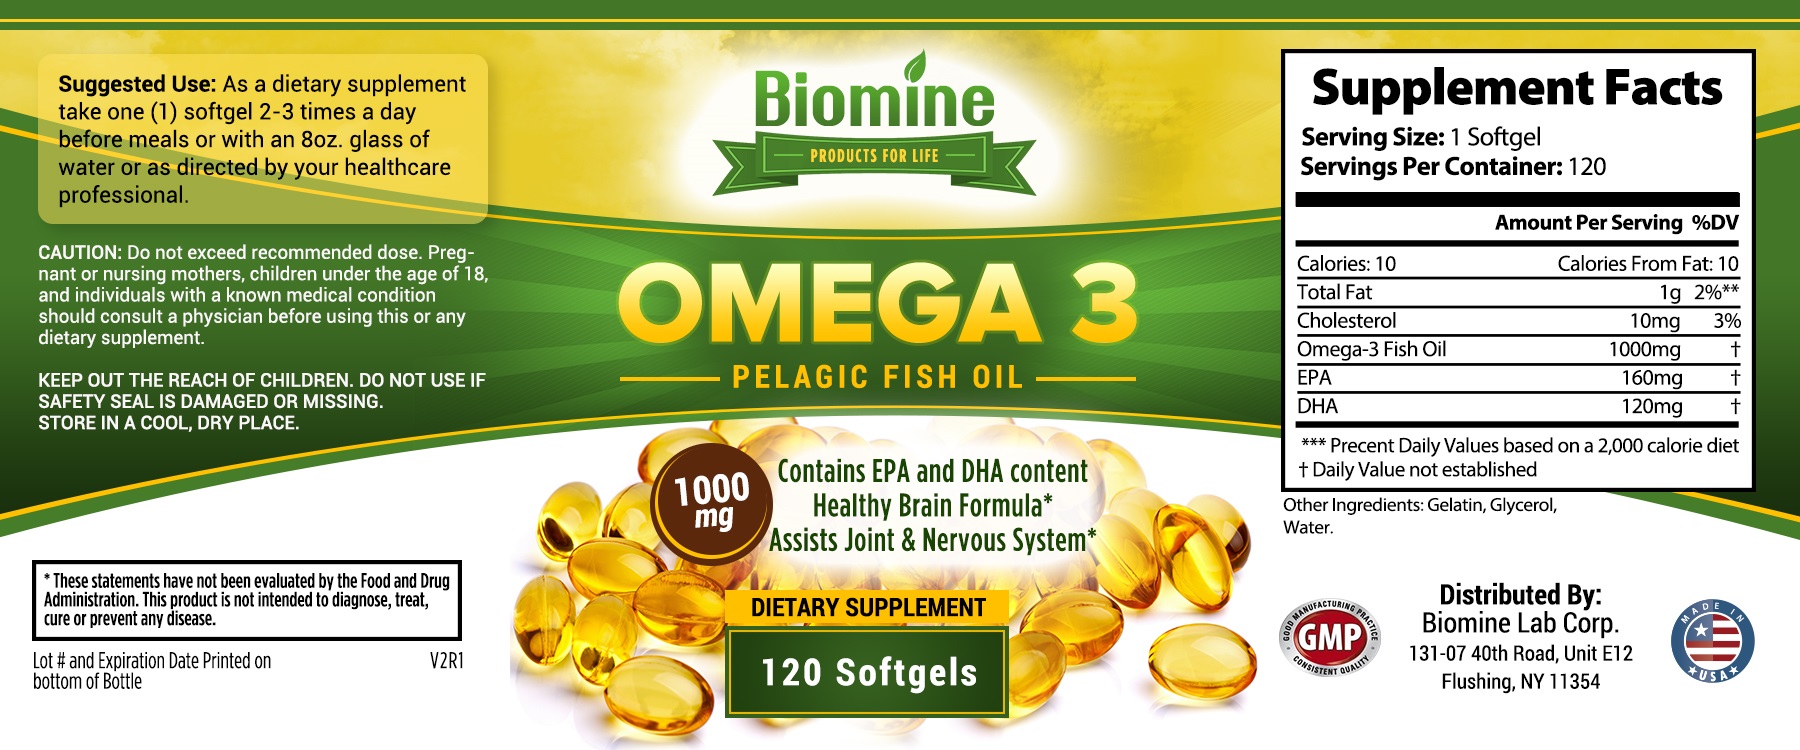 Suggested Use: As a dietary supplement
take one (1) softgel 2-3 times a day
before meals or with an 8oz. glass of
water or as directed by your healthcare
professional.
CAUTION: Do not exceed recommended dose. Preg-
nant or nursing mothers, children under the age of 18,
and individuals with a known medical condition
should consult a physician before using this or any
dietary supplement.
KEEP OUT THE REACH OF CHILDREN. DO NOT USE IF
SAFETY SEAL IS DAMAGED OR MISSING.
STORE IN A COOL, DRY PLACE.
* These statements have not been evaluated by the Food and Drug
Administration. This product is not intended to diagnose, treat,
cure or prevent any disease.
Lot # and Expiration Date Printed on
bottom of Bottle
V2R1
Biomine
PRODUCTS FOR LIFE
OMEGA 3
PELAGIC FISH OIL
1000
mg
Contains EPA and DHA content
Healthy Brain Formula*
Assists Joint & Nervous System*
DIETARY SUPPLEMENT
120 Softgels
Supplement Facts
Serving Size: 1 Softgel
Servings Per Container: 120
Amount Per Serving %DV
Calories: 10 Calories From Fat: 10
Total Fat 1g 2%**
Cholesterol 10mg 3%
Omega-3 Fish Oil 1000mg †
EPA 160mg †
DHA 120mg †
*** Precent Daily Values based on a 2,000 calorie diet
† Daily Value not established
Other Ingredients: Gelatin, Glycerol,
Water.
GOOD MANUFACTURING PRACTICE
GMP
CONSISTENT QUALITY
Distributed By:
Biomine Lab Corp.
131-07 40th Road, Unit E12
Flushing, NY 11354
MADE IN
USA